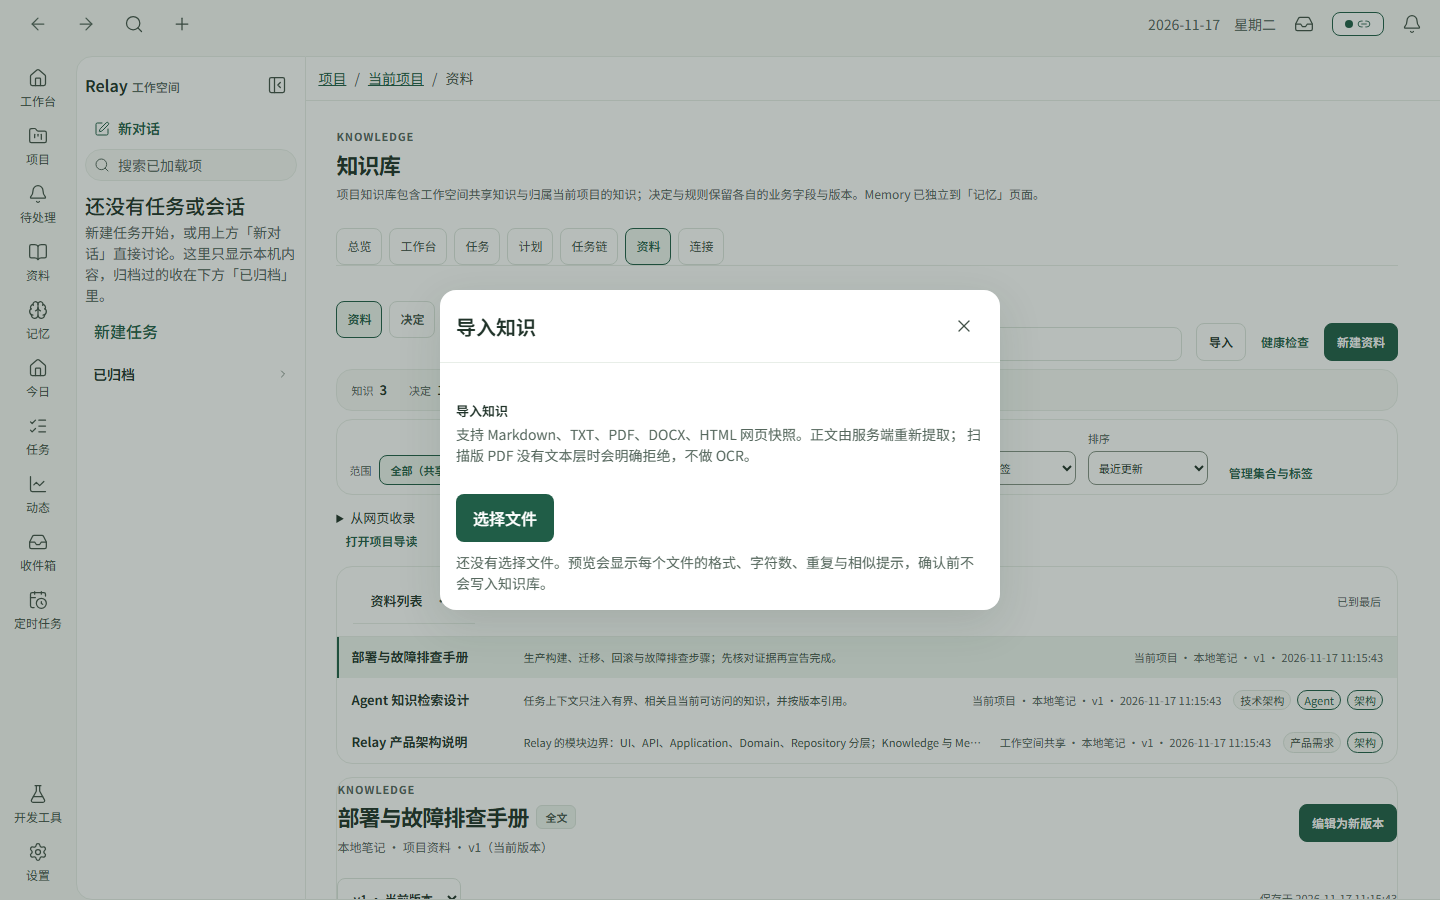 2026-11-17 星期二
工作台
项目
待处理
资料
记忆
今日
任务
动态
收件箱
定时任务
开发工具
设置
Relay 工作空间
新对话
搜索已加载项
还没有任务或会话
新建任务开始，或用上方「新对
话」直接讨论。这里只显示本机内
容，归档过的收在下方「已归档」
里。
新建任务
已归档
项目 / 当前项目 / 资料
KNOWLEDGE
知识库
项目知识库包含工作空间共享知识与归属当前项目的知识；决定与规则保留各自的业务字段与版本。Memory 已独立到「记忆」页面。
总览 工作台 任务 计划 任务链 资料 连接
资料 决定
导入 健康检查 新建资料
知识 3 决定
范围 全部（共享
排序
最近更新
管理集合与标签
从网页收录
打开项目导读
导入知识
导入知识
支持 Markdown、TXT、PDF、DOCX、HTML 网页快照。正文由服务端重新提取； 扫
描版 PDF 没有文本层时会明确拒绝，不做 OCR。
选择文件
还没有选择文件。预览会显示每个文件的格式、字符数、重复与相似提示，确认前不
会写入知识库。
资料列表
已到最后
部署与故障排查手册 生产构建、迁移、回滚与故障排查步骤；先核对证据再宣告完成。 当前项目 · 本地笔记 · v1 · 2026-11-17 11:15:43
Agent 知识检索设计 任务上下文只注入有界、相关且当前可访问的知识，并按版本引用。 当前项目 · 本地笔记 · v1 · 2026-11-17 11:15:43 技术架构 Agent 架构
Relay 产品架构说明 Relay 的模块边界：UI、API、Application、Domain、Repository 分层；Knowledge 与 Me… 工作空间共享 · 本地笔记 · v1 · 2026-11-17 11:15:43 产品需求 架构
KNOWLEDGE
部署与故障排查手册 全文
编辑为新版本
本地笔记 · 项目资料 · v1（当前版本）
v1 · 当前版本
保存于 2026-11-17 11:15:43